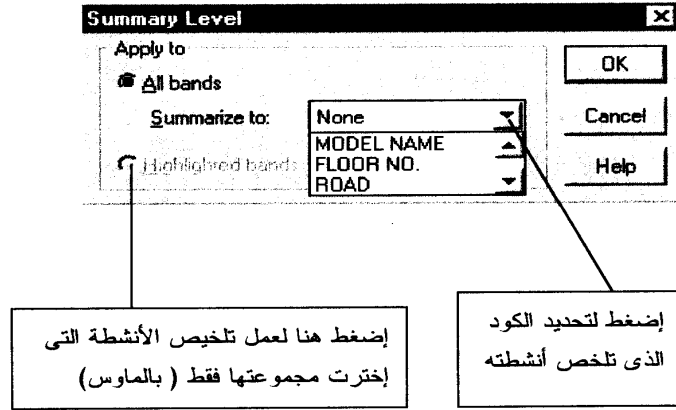 Summary Level
Apply to
All bands
OK
Summarize to: None
Cancel
MODEL NAME
FLOOR NO.
ROAD
Highlighted bands
Help
إضغط لتحديد الكود
الذى تلخص أنشطته
إضغط هنا لعمل تلخيص الأنشطة التى
إخترت مجموعتها فقط ( بالماوس)